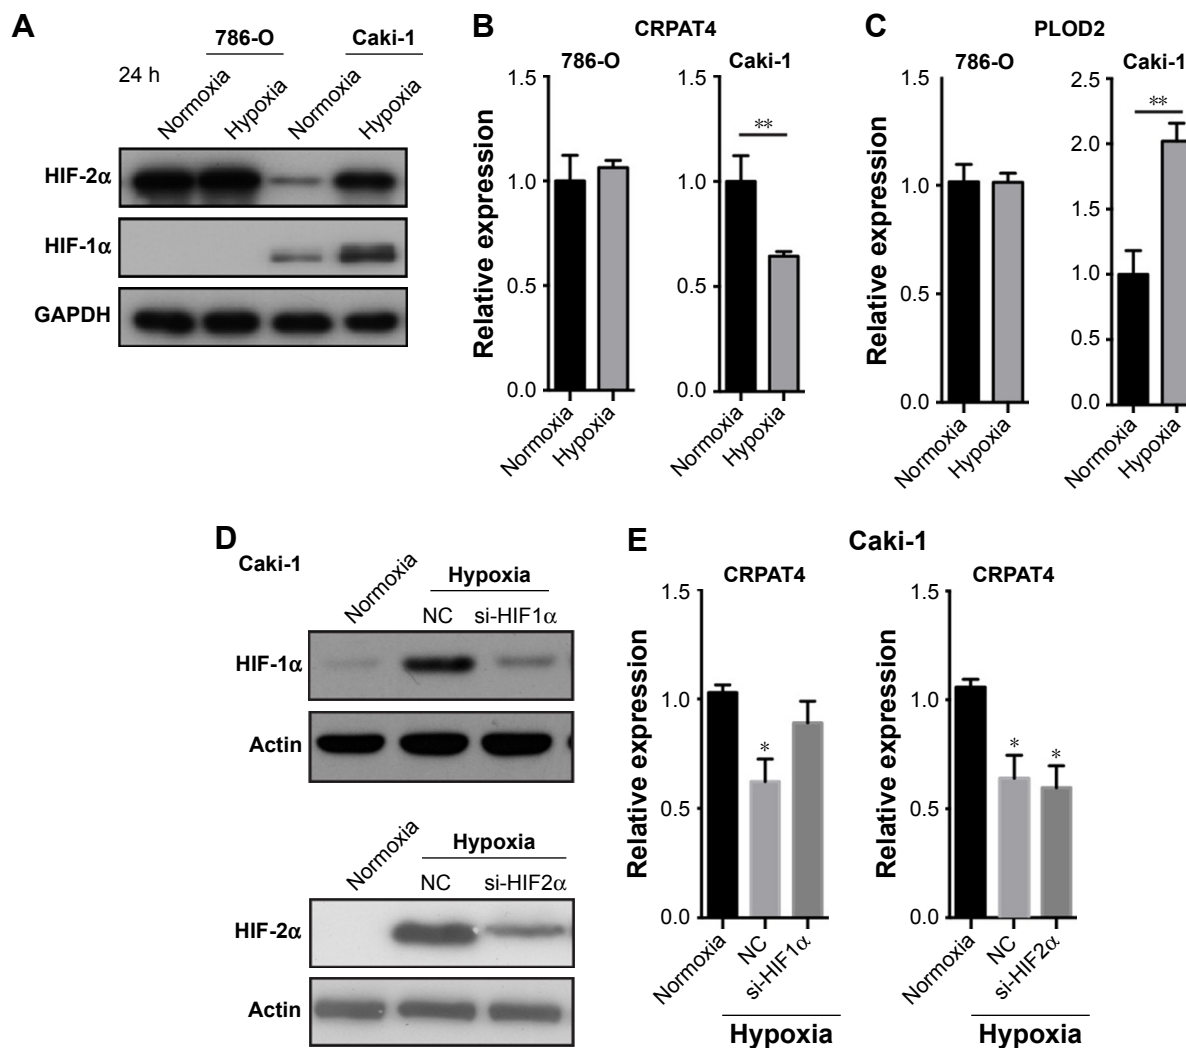 A
786-O
Caki-1
24 h
Normoxia
Hypoxia
Normoxia
Hypoxia
HIF-2α
HIF-1α
GAPDH
B
CRPAT4
786-O
Caki-1
Relative expression
1.5
1.0
0.5
0.0
Normoxia
Hypoxia
1.5
1.0
0.5
0.0
**
Normoxia
Hypoxia
C
PLOD2
786-O
Caki-1
Relative expression
1.5
1.0
0.5
0.0
Normoxia
Hypoxia
2.5
2.0
1.5
1.0
0.5
0.0
**
Normoxia
Hypoxia
D
Caki-1
Normoxia
Hypoxia
NC
si-HIF1α
HIF-1α
Actin
Normoxia
Hypoxia
NC
si-HIF2α
HIF-2α
Actin
E
Caki-1
CRPAT4
Relative expression
1.5
1.0
0.5
0.0
*
Normoxia
NC
si-HIF1α
Hypoxia
CRPAT4
Relative expression
1.5
1.0
0.5
0.0
*
*
Normoxia
NC
si-HIF2α
Hypoxia